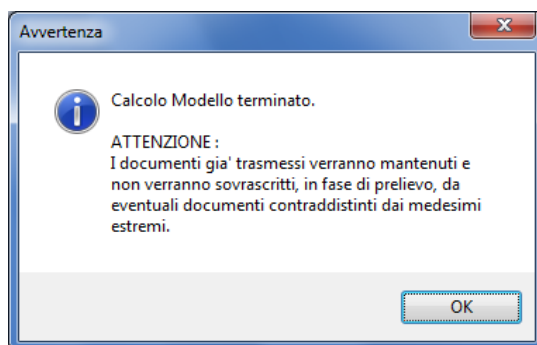 Avvertenza
Calcolo Modello terminato.
ATTENZIONE :
I documenti gia' trasmessi verranno mantenuti e
non verranno sovrascritti, in fase di prelievo, da
eventuali documenti contraddistinti dai medesimi
estremi.
OK